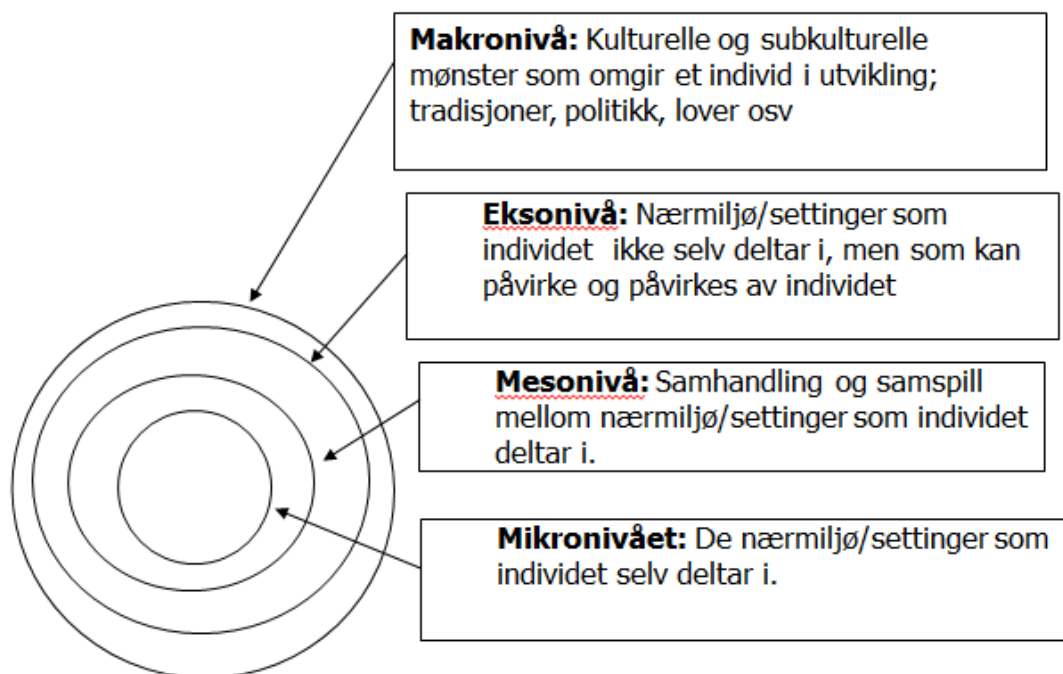 Makronivå: Kulturelle og subkulturelle
mønster som omgir et individ i utvikling;
tradisjoner, politikk, lover osv
Eksonivå: Nærmiljø/settinger som
individet ikke selv deltar i, men som kan
påvirke og påvirkes av individet
Mesonivå: Samhandling og samspill
mellom nærmiljø/settinger som individet
deltar i.
Mikronivået: De nærmiljø/settinger som
individet selv deltar i.